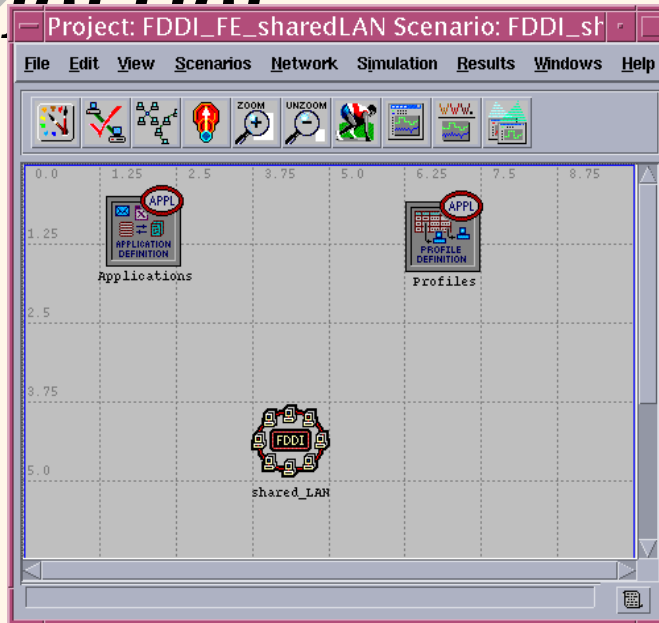 Project: FDDI_FE_sharedLAN Scenario: FDDI_sh
File Edit View Scenarios Network Simulation Results Windows Help
ZOOM UNZOOM WWW.
0.0 1.25 2.5 3.75 5.0 6.25 7.5 8.75
APPL APPL
1.25
APPLICATION DEFINITION
PROFILE DEFINITION
Applications Profiles
2.5
3.75
FDDI
5.0
shared_LAN